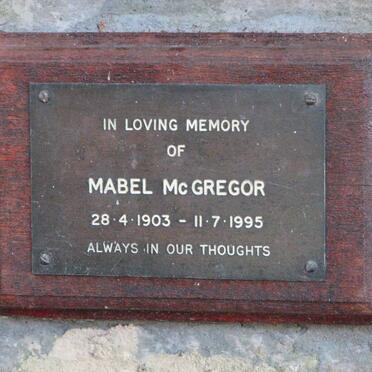 IN LOVING MEMORY
OF
MABEL McGREGOR
28·4·1903 – 11·7·1995
ALWAYS IN OUR THOUGHTS